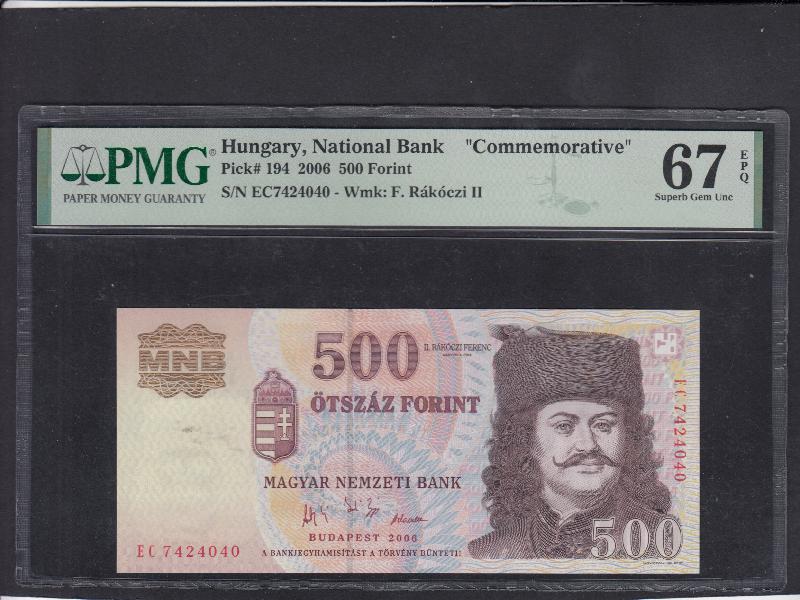 PMG®
PAPER MONEY GUARANTY
Hungary, National Bank "Commemorative"
Pick# 194 2006 500 Forint
S/N EC7424040 - Wmk: F. Rákóczi II
67
EPQ
Superb Gem Unc
MNB
500
II. RÁKÓCZI FERENC
ÖTSZÁZ FORINT
MAGYAR NEMZETI BANK
BUDAPEST 2006
A BANKJEGYHAMISÍTÁST A TÖRVÉNY BÜNTETI!
EC 7424040
EC7424040
500